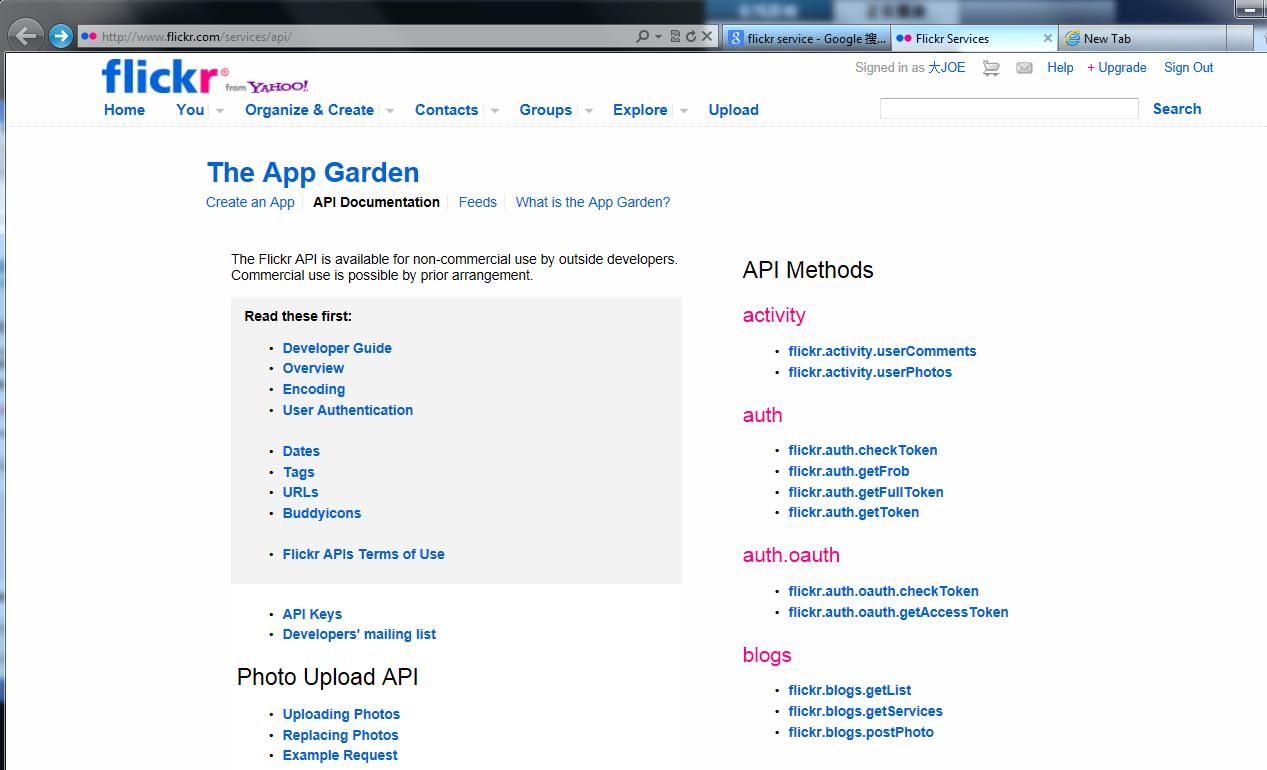 http://www.flickr.com/services/api/
flickr service - Google 搜...
Flickr Services
New Tab
flickr® from YAHOO!
Signed in as 大JOE
Help
+ Upgrade
Sign Out
Home You Organize & Create Contacts Groups Explore Upload
Search
The App Garden
Create an App API Documentation Feeds What is the App Garden?
The Flickr API is available for non-commercial use by outside developers.
Commercial use is possible by prior arrangement.
Read these first:
• Developer Guide
• Overview
• Encoding
• User Authentication
• Dates
• Tags
• URLs
• Buddyicons
• Flickr APIs Terms of Use
• API Keys
• Developers' mailing list
Photo Upload API
• Uploading Photos
• Replacing Photos
• Example Request
API Methods
activity
• flickr.activity.userComments
• flickr.activity.userPhotos
auth
• flickr.auth.checkToken
• flickr.auth.getFrob
• flickr.auth.getFullToken
• flickr.auth.getToken
auth.oauth
• flickr.auth.oauth.checkToken
• flickr.auth.oauth.getAccessToken
blogs
• flickr.blogs.getList
• flickr.blogs.getServices
• flickr.blogs.postPhoto